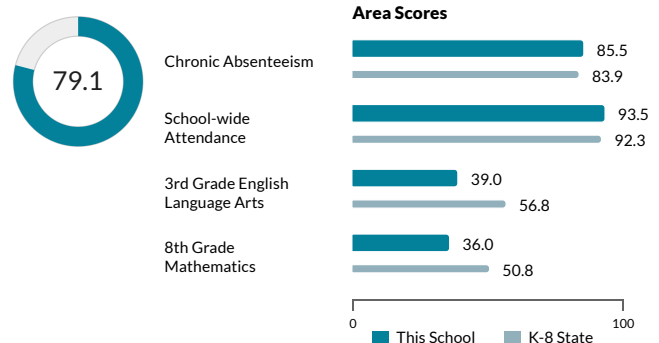 Area Scores
79.1
Chronic Absenteeism
85.5
83.9
School-wide
Attendance
93.5
92.3
3rd Grade English
Language Arts
39.0
56.8
8th Grade
Mathematics
36.0
50.8
0 100
This School K-8 State